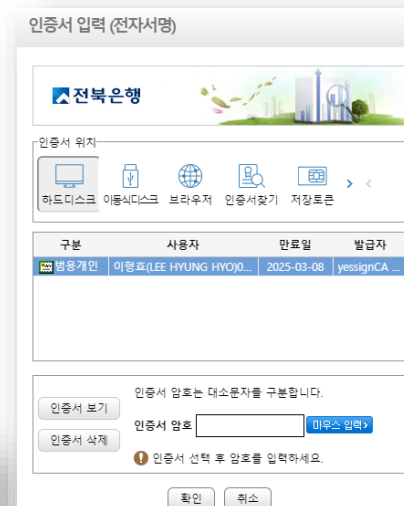 인증서 입력 (전자서명)
전북은행
인증서 위치
하드디스크 이동식디스크 브라우저 인증서찾기 저장토큰
구분 사용자 만료일 발급자
범용개인 이형효(LEE HYUNG HYO)0... 2025-03-08 yessignCA ...
인증서 암호는 대소문자를 구분합니다.
인증서 보기
인증서 암호 마우스 입력
인증서 삭제
인증서 선택 후 암호를 입력하세요.
확인 취소